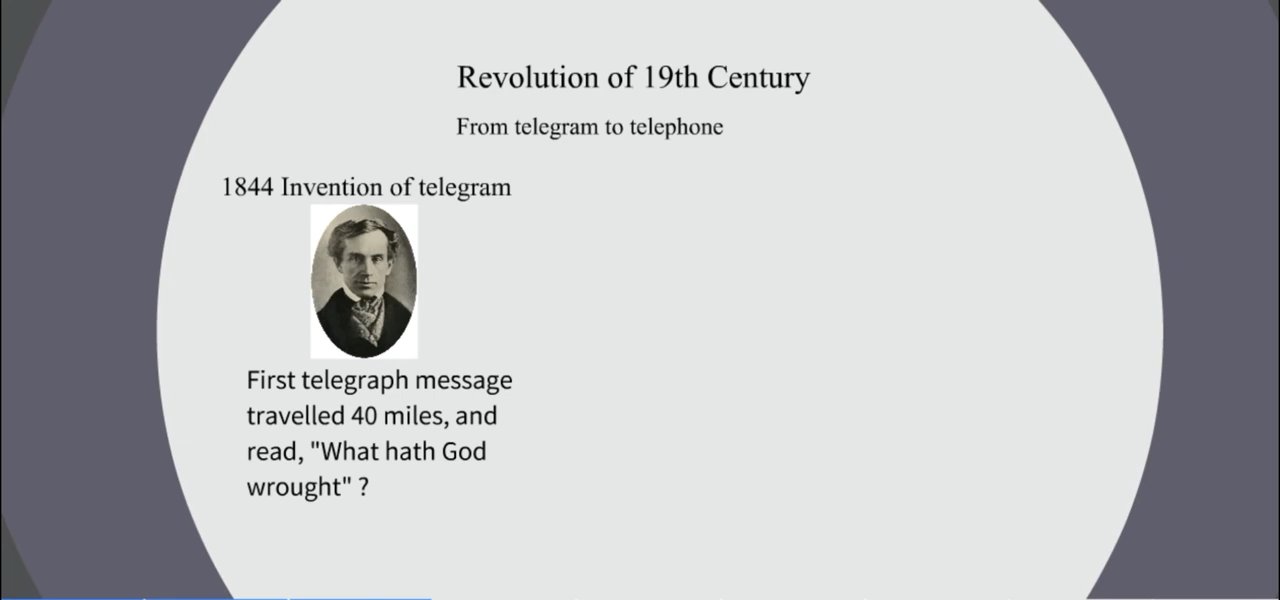 Revolution of 19th Century
From telegram to telephone
1844 Invention of telegram
First telegraph message
travelled 40 miles, and
read, "What hath God
wrought" ?